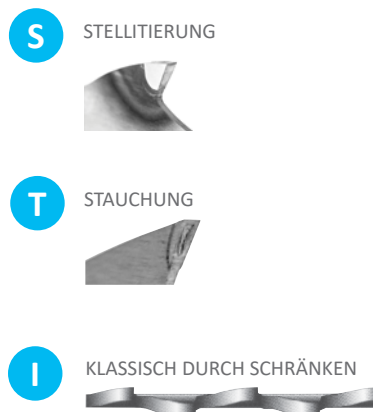 S
STELLITIERUNG
T
STAUCHUNG
I
KLASSISCH DURCH SCHRÄNKEN